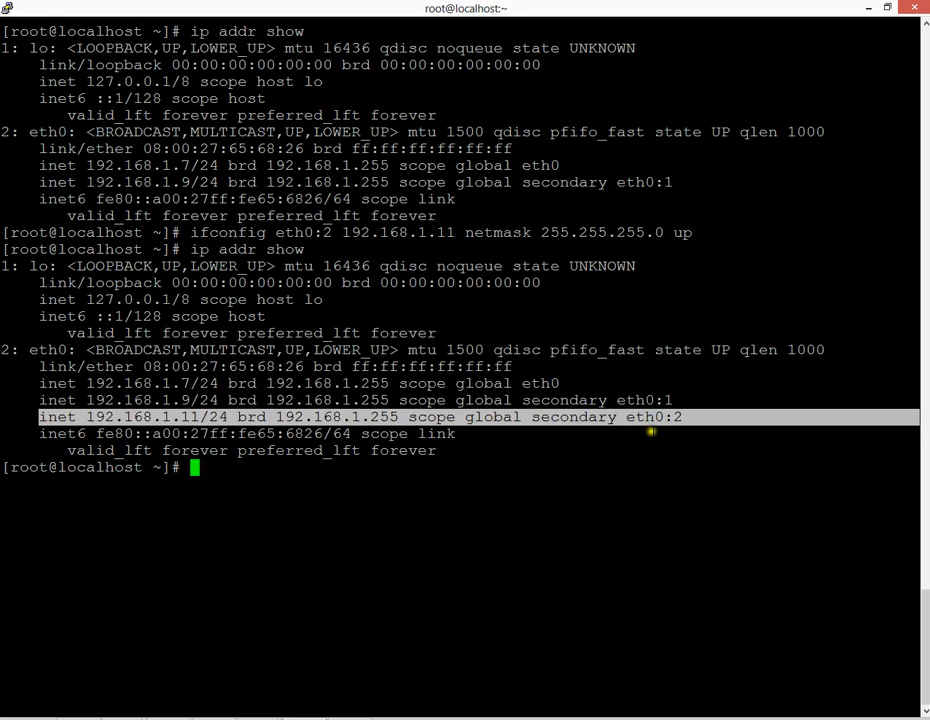 root@localhost:~
[root@localhost ~]# ip addr show
1: lo: <LOOPBACK,UP,LOWER_UP> mtu 16436 qdisc noqueue state UNKNOWN
link/loopback 00:00:00:00:00:00 brd 00:00:00:00:00:00
inet 127.0.0.1/8 scope host lo
inet6 ::1/128 scope host
valid_lft forever preferred_lft forever
2: eth0: <BROADCAST,MULTICAST,UP,LOWER_UP> mtu 1500 qdisc pfifo_fast state UP qlen 1000
link/ether 08:00:27:65:68:26 brd ff:ff:ff:ff:ff:ff
inet 192.168.1.7/24 brd 192.168.1.255 scope global eth0
inet 192.168.1.9/24 brd 192.168.1.255 scope global secondary eth0:1
inet6 fe80::a00:27ff:fe65:6826/64 scope link
valid_lft forever preferred_lft forever
[root@localhost ~]# ifconfig eth0:2 192.168.1.11 netmask 255.255.255.0 up
[root@localhost ~]# ip addr show
1: lo: <LOOPBACK,UP,LOWER_UP> mtu 16436 qdisc noqueue state UNKNOWN
link/loopback 00:00:00:00:00:00 brd 00:00:00:00:00:00
inet 127.0.0.1/8 scope host lo
inet6 ::1/128 scope host
valid_lft forever preferred_lft forever
2: eth0: <BROADCAST,MULTICAST,UP,LOWER_UP> mtu 1500 qdisc pfifo_fast state UP qlen 1000
link/ether 08:00:27:65:68:26 brd ff:ff:ff:ff:ff:ff
inet 192.168.1.7/24 brd 192.168.1.255 scope global eth0
inet 192.168.1.9/24 brd 192.168.1.255 scope global secondary eth0:1
inet 192.168.1.11/24 brd 192.168.1.255 scope global secondary eth0:2
inet6 fe80::a00:27ff:fe65:6826/64 scope link
valid_lft forever preferred_lft forever
[root@localhost ~]#